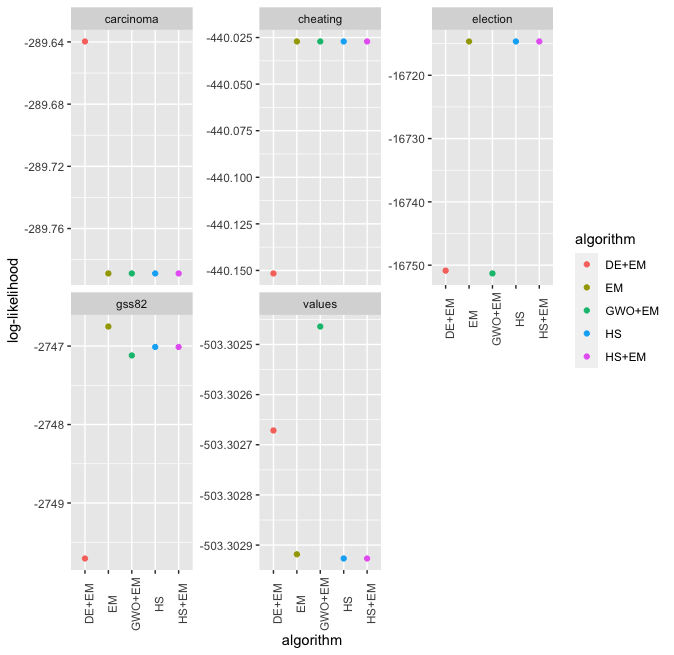 carcinoma
cheating
election
-289.64
-289.68
-289.72
-289.76
-440.025
-440.050
-440.075
-440.100
-440.125
-440.150
-16720
-16730
-16740
-16750
DE+EM
EM
GWO+EM
HS
HS+EM
gss82
values
-2747
-2748
-2749
-503.3025
-503.3026
-503.3027
-503.3028
-503.3029
DE+EM
EM
GWO+EM
HS
HS+EM
DE+EM
EM
GWO+EM
HS
HS+EM
log-likelihood
algorithm
algorithm
DE+EM
EM
GWO+EM
HS
HS+EM